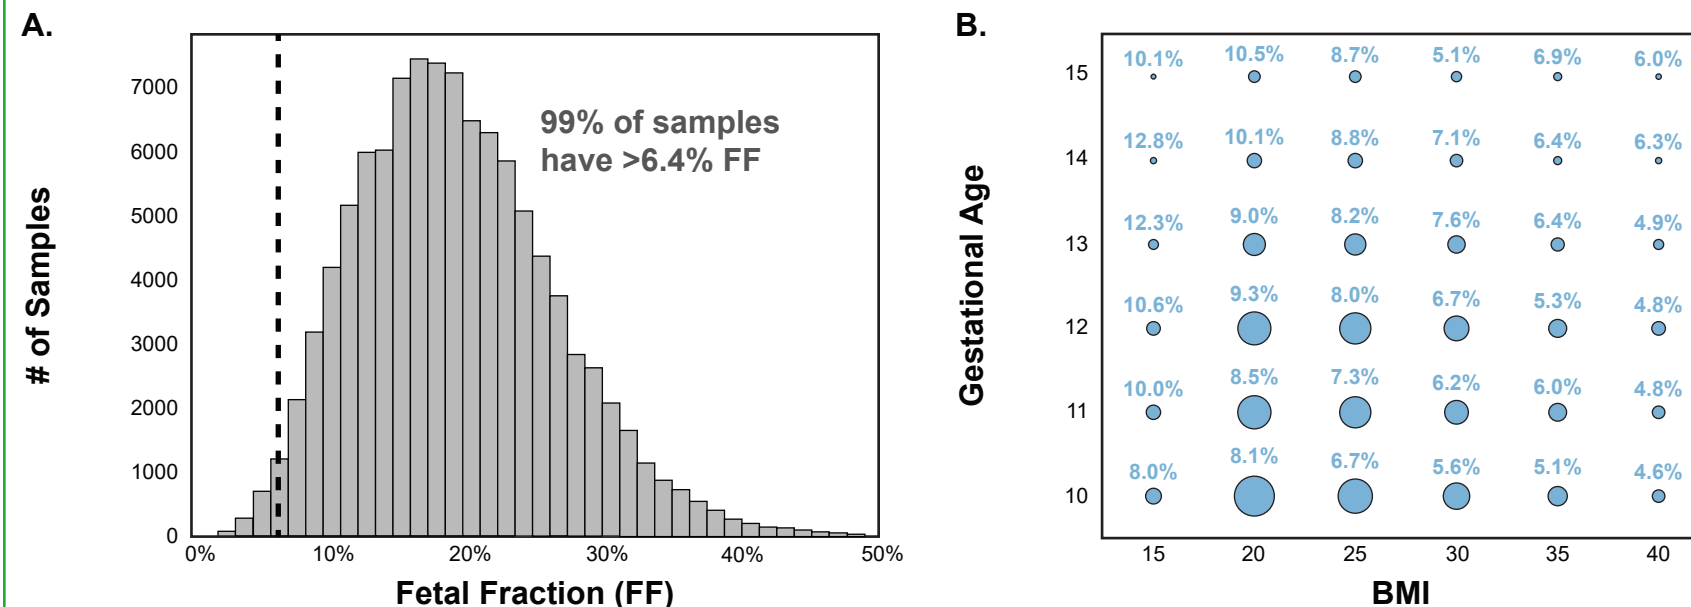 A.
# of Samples
7000
6000
5000
4000
3000
2000
1000
0
99% of samples
have >6.4% FF
0% 10% 20% 30% 40% 50%
Fetal Fraction (FF)
B.
Gestational Age
15 10.1% 10.5% 8.7% 5.1% 6.9% 6.0%
14 12.8% 10.1% 8.8% 7.1% 6.4% 6.3%
13 12.3% 9.0% 8.2% 7.6% 6.4% 4.9%
12 10.6% 9.3% 8.0% 6.7% 5.3% 4.8%
11 10.0% 8.5% 7.3% 6.2% 6.0% 4.8%
10 8.0% 8.1% 6.7% 5.6% 5.1% 4.6%
15 20 25 30 35 40
BMI